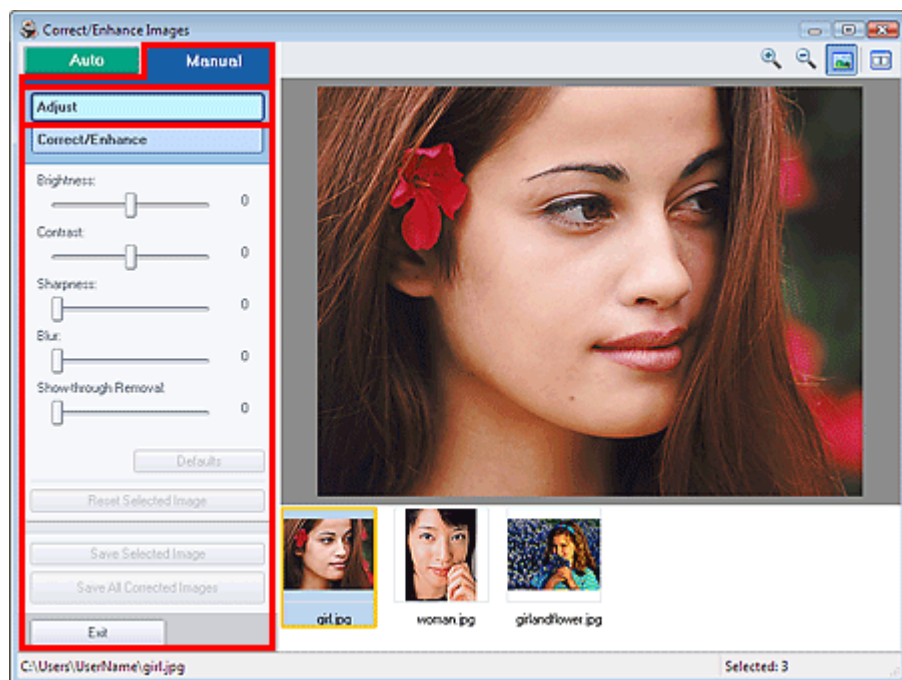 Correct/Enhance Images
Auto
Manual
Adjust
Correct/Enhance
Brightness:
0
Contrast:
0
Sharpness:
0
Blur:
0
Show-through Removal:
0
Defaults
Reset Selected Image
Save Selected Image
Save All Corrected Images
Exit
girl.jpg
woman.jpg
girlandflower.jpg
C:\Users\UserName\girl.jpg
Selected: 3